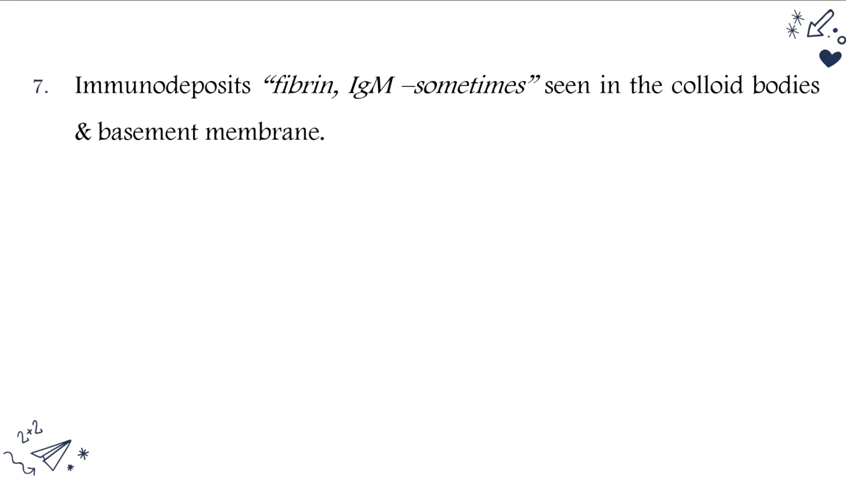 7. Immunodeposits “fibrin, IgM –sometimes” seen in the colloid bodies
& basement membrane.
2+2